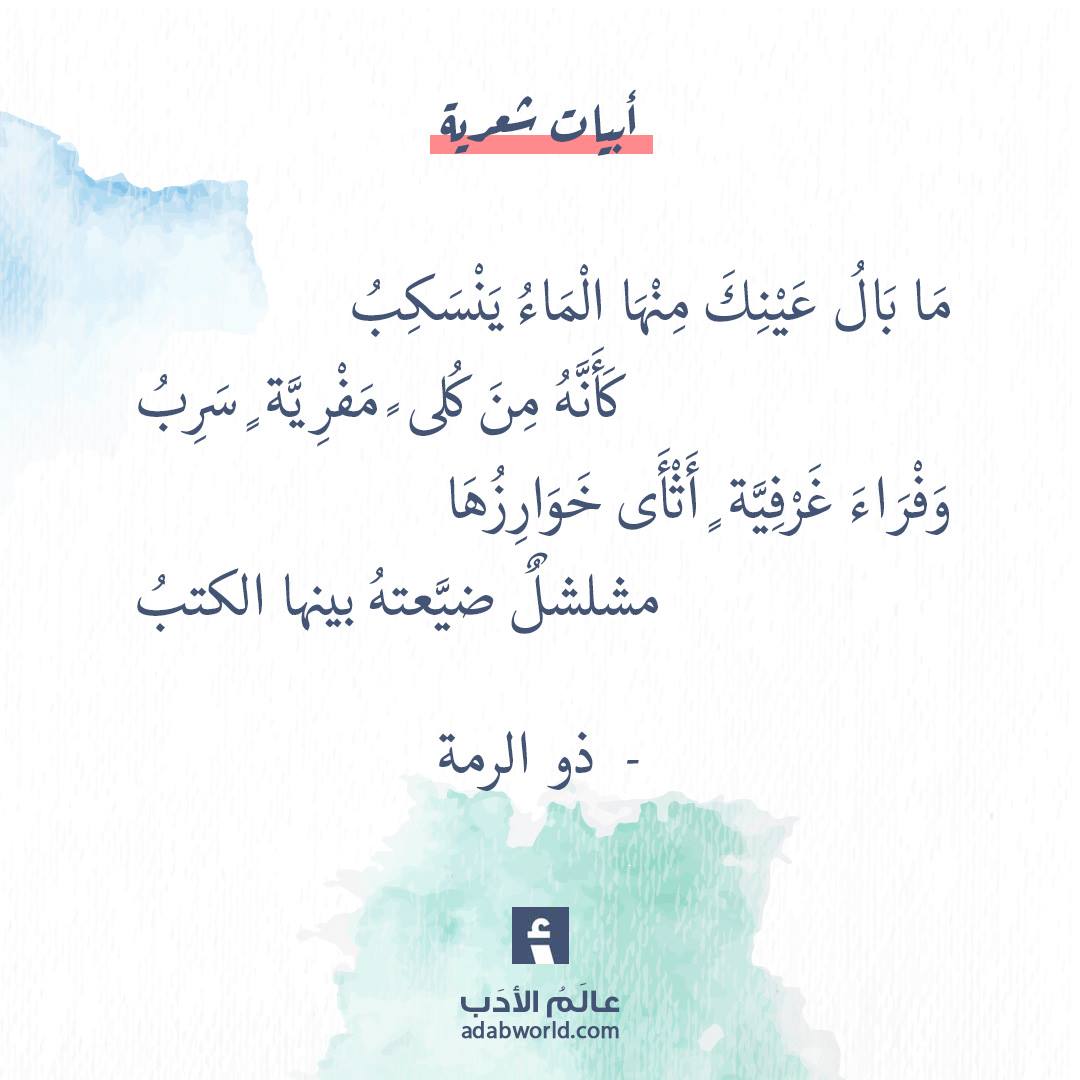 أبيات شعرية
مَا بَالُ عَيْنِكَ مِنْهَا الْمَاءُ يَنْسَكِبُ
كَأَنَّهُ مِنَ كُلى ٍ مَفْرِيَّة ٍ سَرِبُ
وَفْرَاءَ غَرْفِيَّة ٍ أَثْأَى خَوَارِزُهَا
مشلشلٌ ضيَّعتهُ بينها الكتبُ
- ذو الرمة
أ
عالَمُ الأدَب
adabworld.com